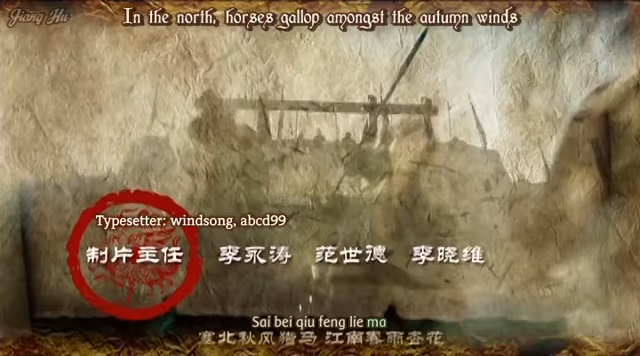 In the north, horses gallop amongst the autumn winds
Jiang Hu
Typesetter: windsong, abcd99
制片主任 李永涛 范世德 李晓维
Sai bei qiu feng lie ma
塞北秋风猎马 江南春雨杏花